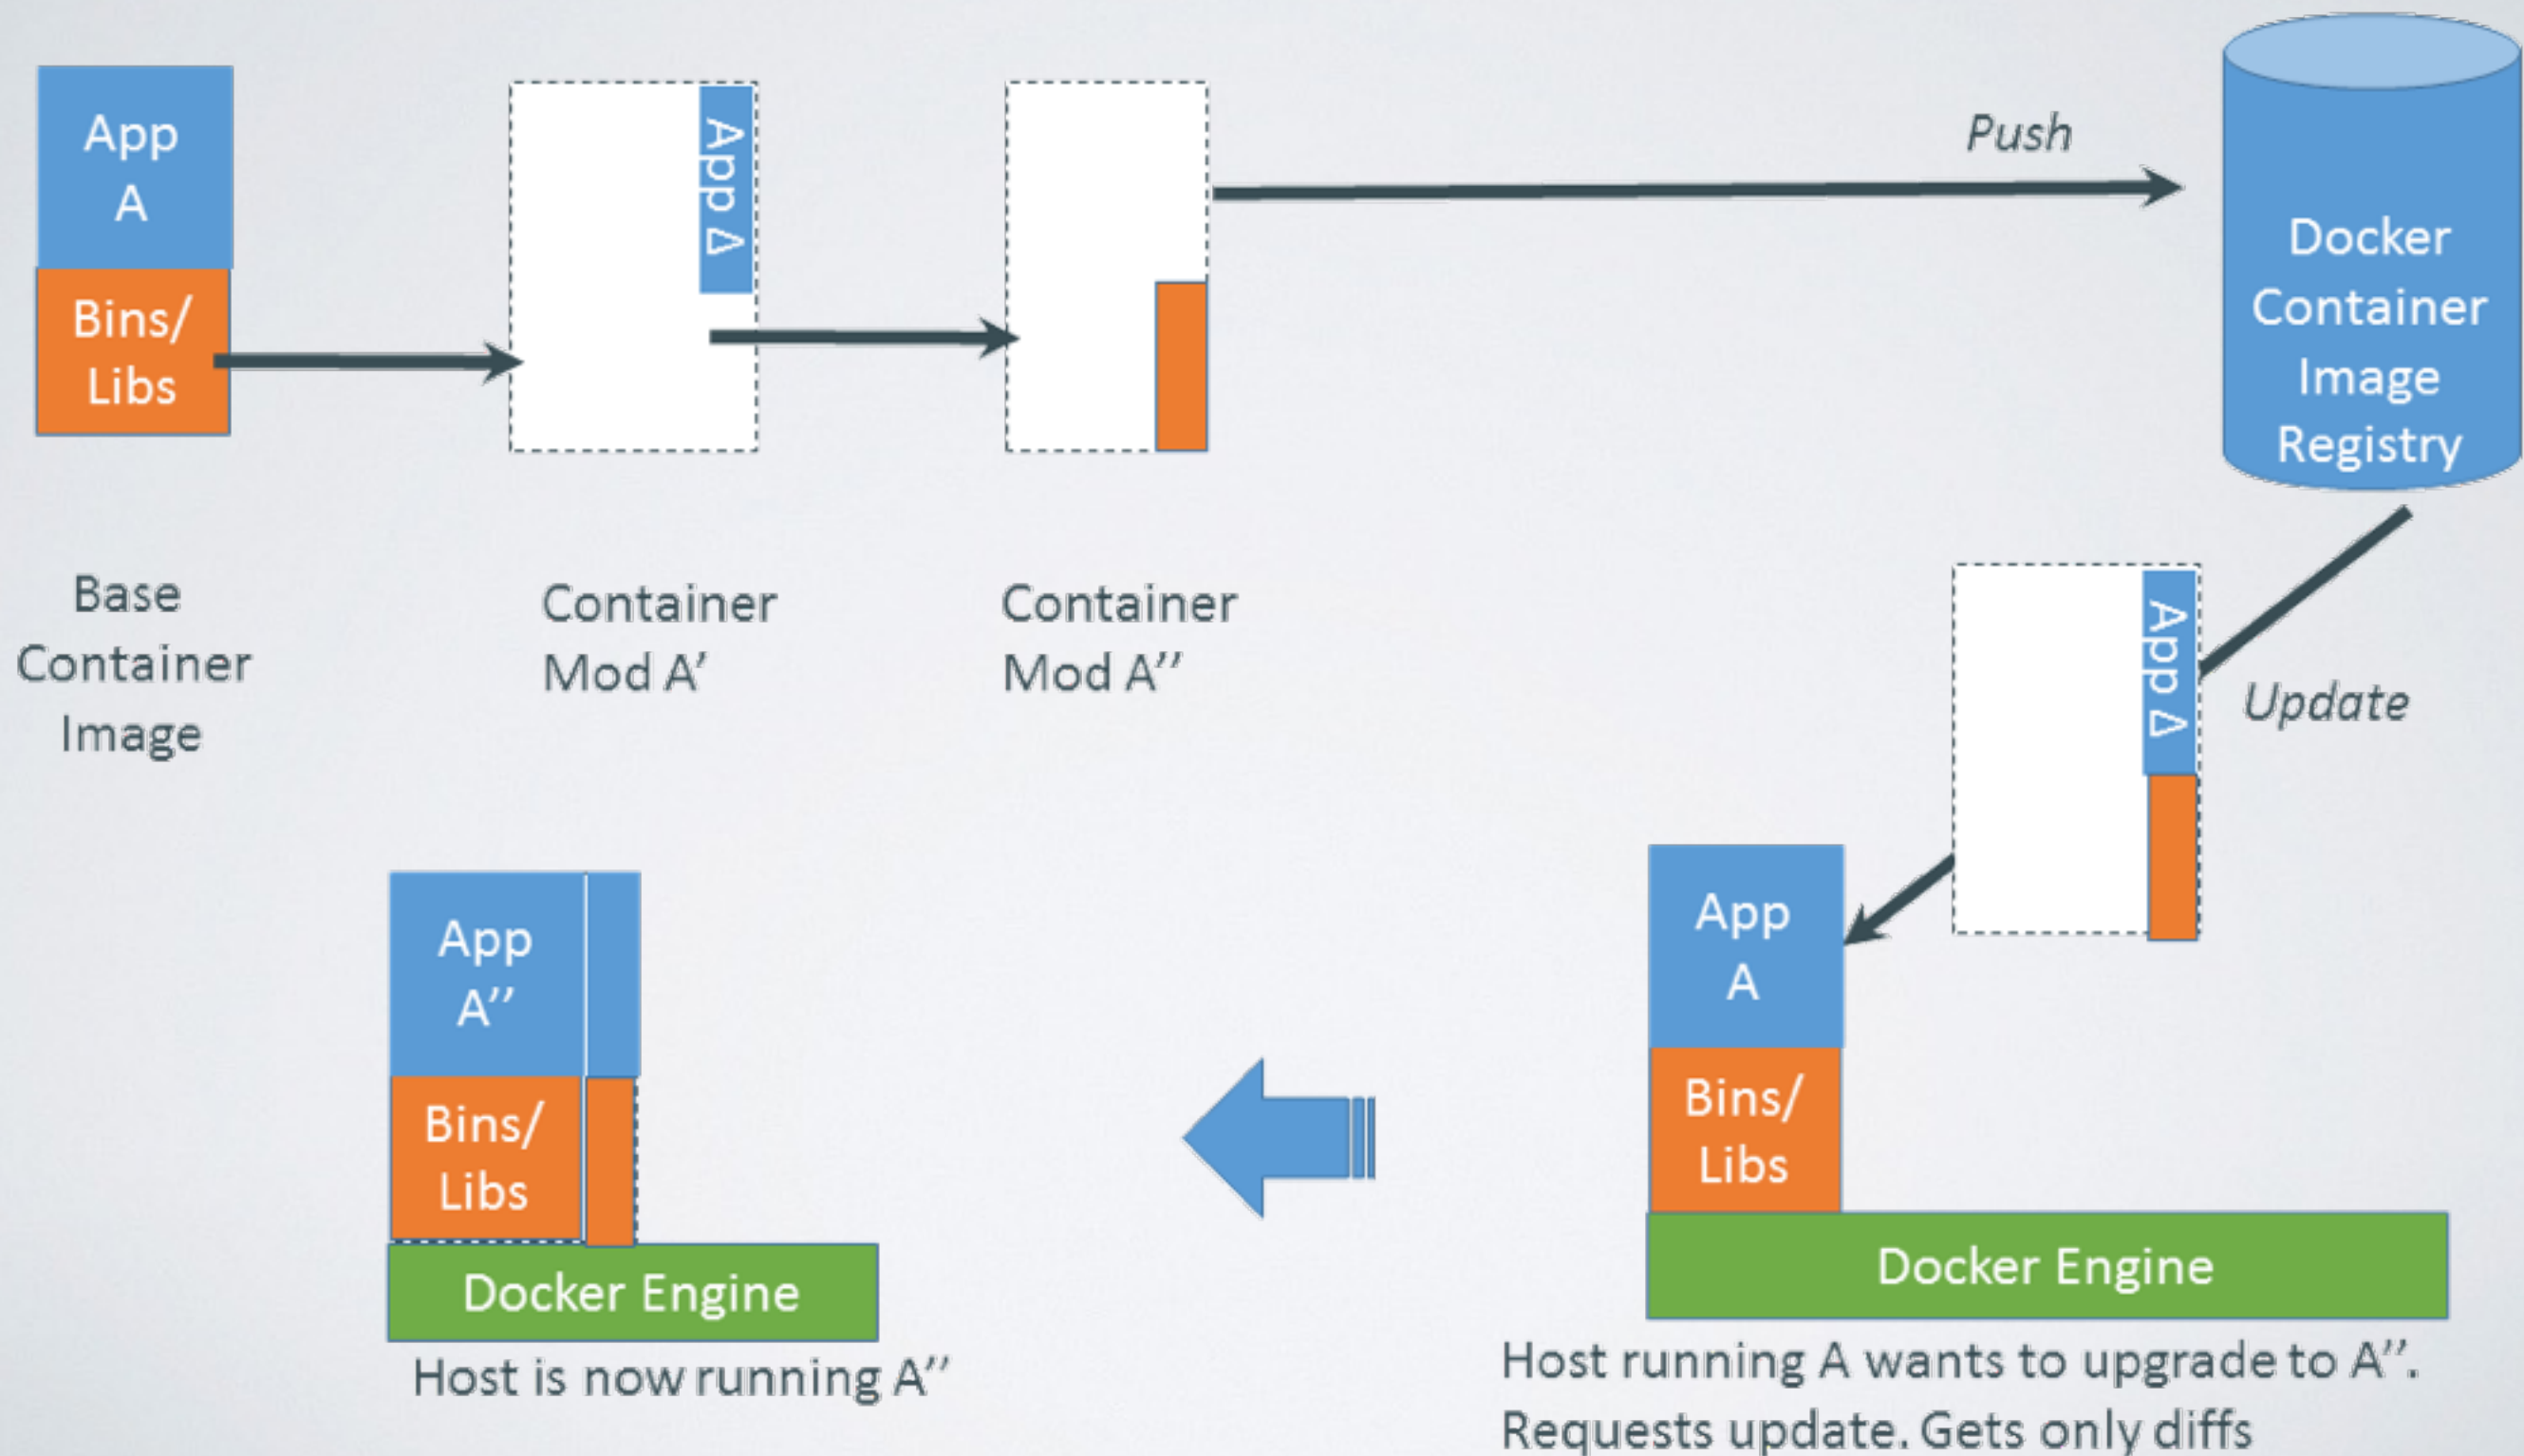 App
A
Bins/
Libs
App Δ
Push
Docker
Container
Image
Registry
Base
Container
Image
Container
Mod A’
Container
Mod A’’
App Δ
Update
App
A
Bins/
Libs
Docker Engine
Host running A wants to upgrade to A’’.
Requests update. Gets only diffs
App
A’’
Bins/
Libs
Docker Engine
Host is now running A’’